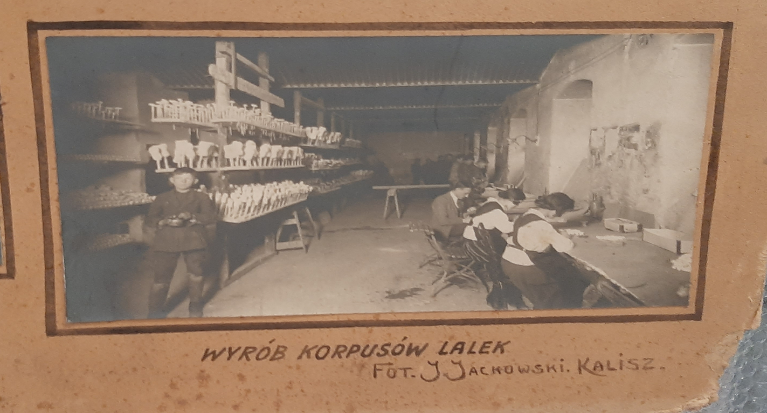 WYRÓB KORPUSÓW LALEK
FOT. J JACKOWSKI. KALISZ.